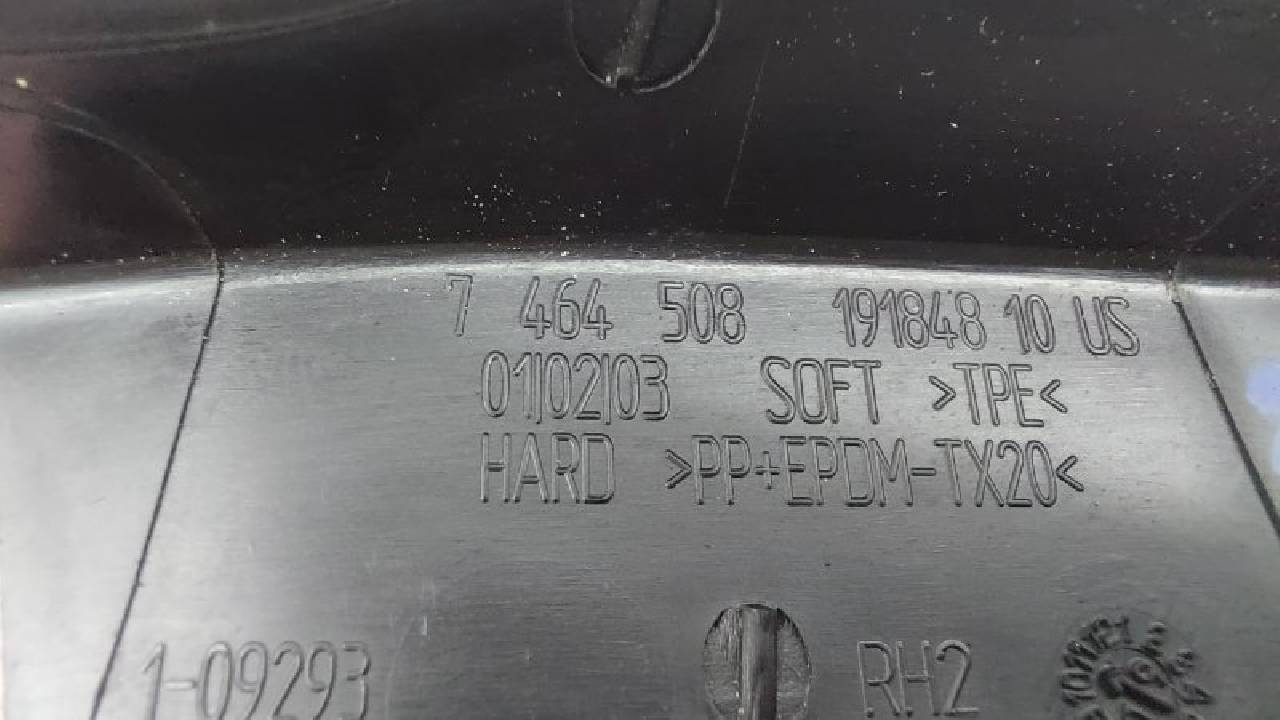 7 464 508 191848 10 US
01|02|03 SOFT >TPE<
HARD >PP+EPDM-TX20<
1-09293 RH2